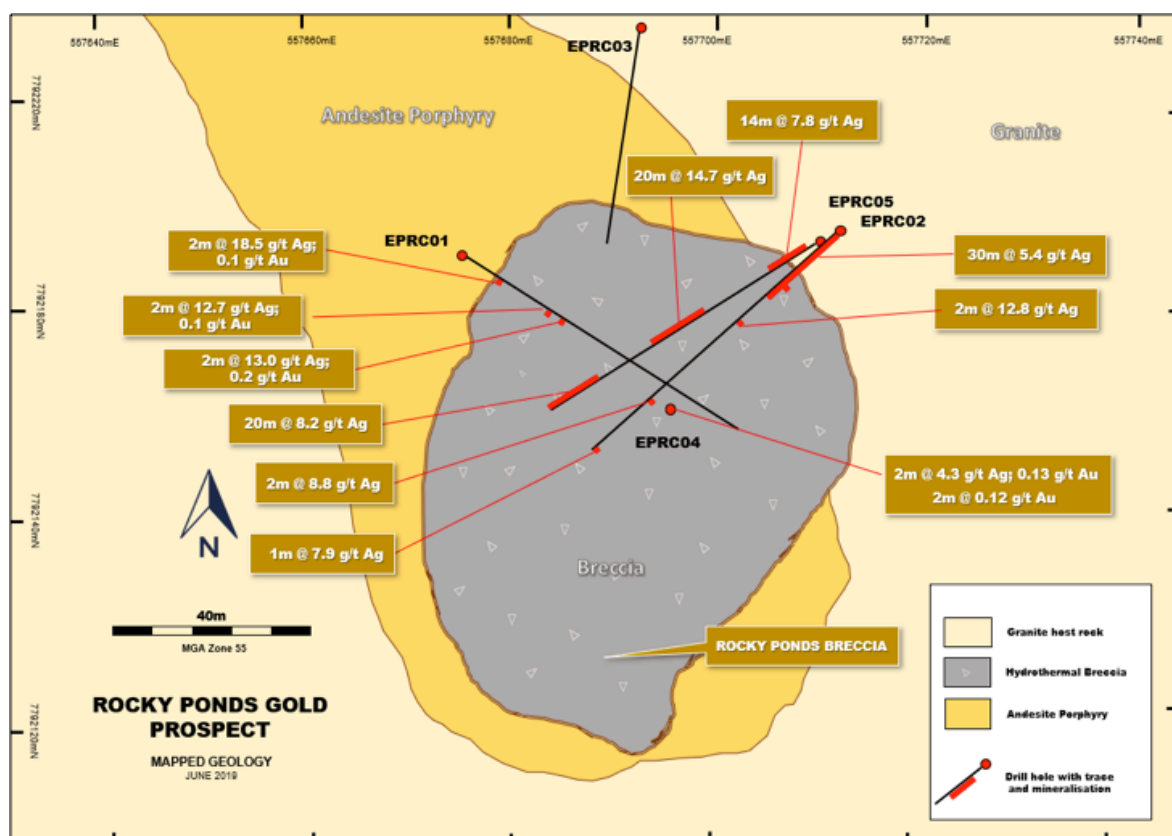 557640mE
557660mE
557680mE
557700mE
557720mE
557740mE
EPRC03
7792220mN
Andesite Porphyry
14m @ 7.8 g/t Ag
Granite
20m @ 14.7 g/t Ag
EPRC05
EPRC02
EPRC01
2m @ 18.5 g/t Ag;
0.1 g/t Au
30m @ 5.4 g/t Ag
7792180mN
2m @ 12.7 g/t Ag;
0.1 g/t Au
2m @ 12.8 g/t Ag
2m @ 13.0 g/t Ag;
0.2 g/t Au
20m @ 8.2 g/t Ag
EPRC04
2m @ 8.8 g/t Ag
2m @ 4.3 g/t Ag; 0.13 g/t Au
2m @ 0.12 g/t Au
7792140mN
N
1m @ 7.9 g/t Ag
Breccia
40m
MGA Zone 55
ROCKY PONDS BRECCIA
Granite host rock
Hydrothermal Breccia
Andesite Porphyry
Drill hole with trace
and mineralisation
ROCKY PONDS GOLD
PROSPECT
7792120mN
MAPPED GEOLOGY
JUNE 2019